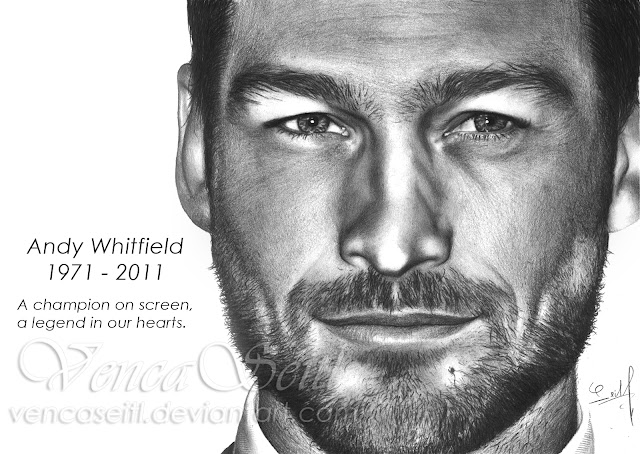 Andy Whitfield
1971 - 2011
A champion on screen,
a legend in our hearts.
VencaSeitl
vencaseitl.deviantart.com